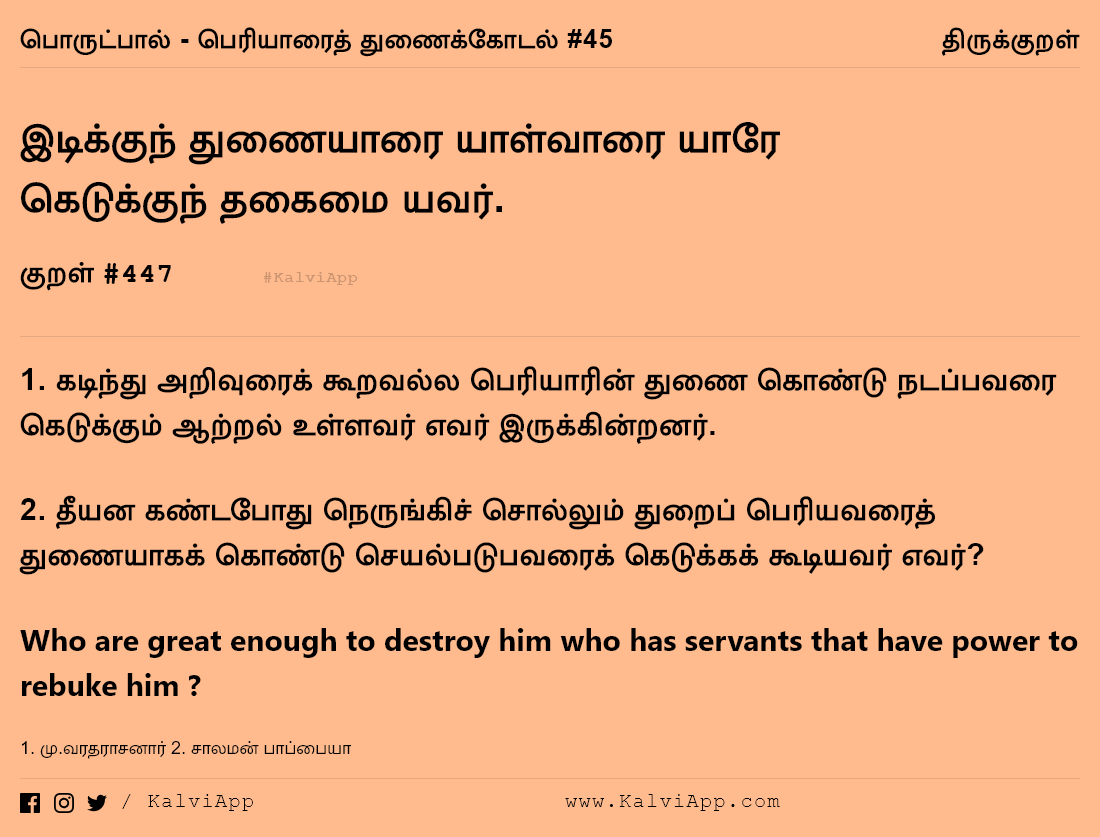 பொருட்பால் - பெரியாரைத் துணைக்கோடல் #45 திருக்குறள்
இடிக்குந் துணையாரை யாள்வாரை யாரே
கெடுக்குந் தகைமை யவர்.
குறள் #447 #KalviApp
1. கடிந்து அறிவுரைக் கூறவல்ல பெரியாரின் துணை கொண்டு நடப்பவரை
கெடுக்கும் ஆற்றல் உள்ளவர் எவர் இருக்கின்றனர்.
2. தீயன கண்டபோது நெருங்கிச் சொல்லும் துறைப் பெரியவரைத்
துணையாகக் கொண்டு செயல்படுபவரைக் கெடுக்கக் கூடியவர் எவர்?
Who are great enough to destroy him who has servants that have power to
rebuke him ?
1. மு.வரதராசனார் 2. சாலமன் பாப்பையா
/ KalviApp www.KalviApp.com